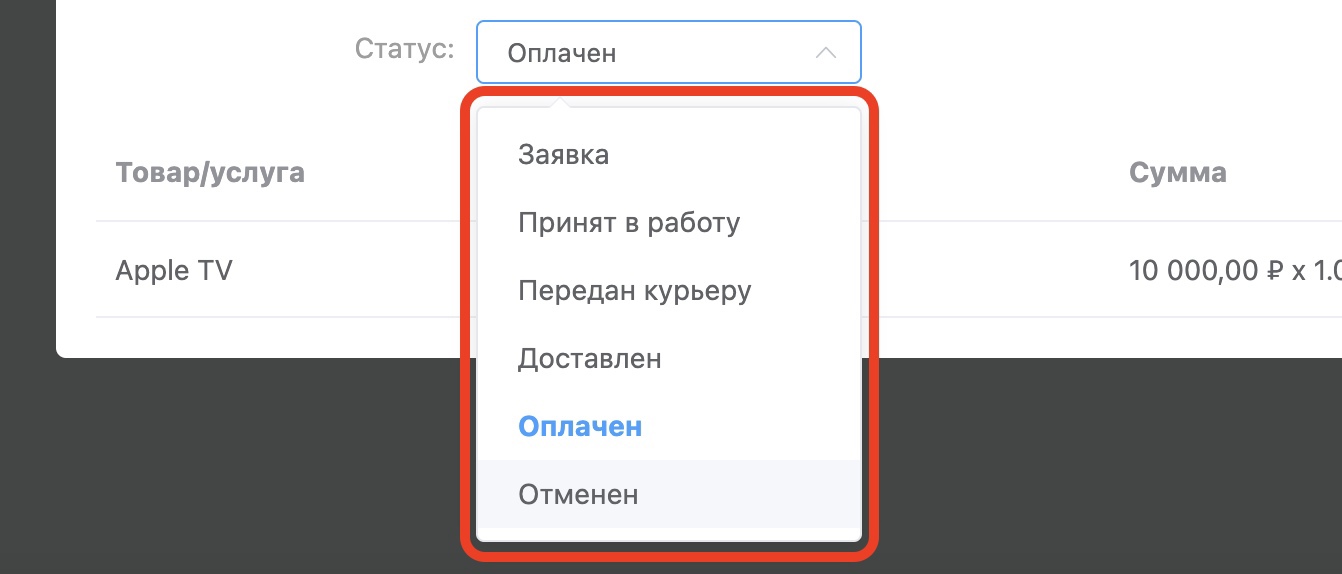 Статус:
Оплачен
Заявка
Товар/услуга
Сумма
Принят в работу
Apple TV
10 000,00 ₽ x 1.0
Передан курьеру
Доставлен
Оплачен
Отменен